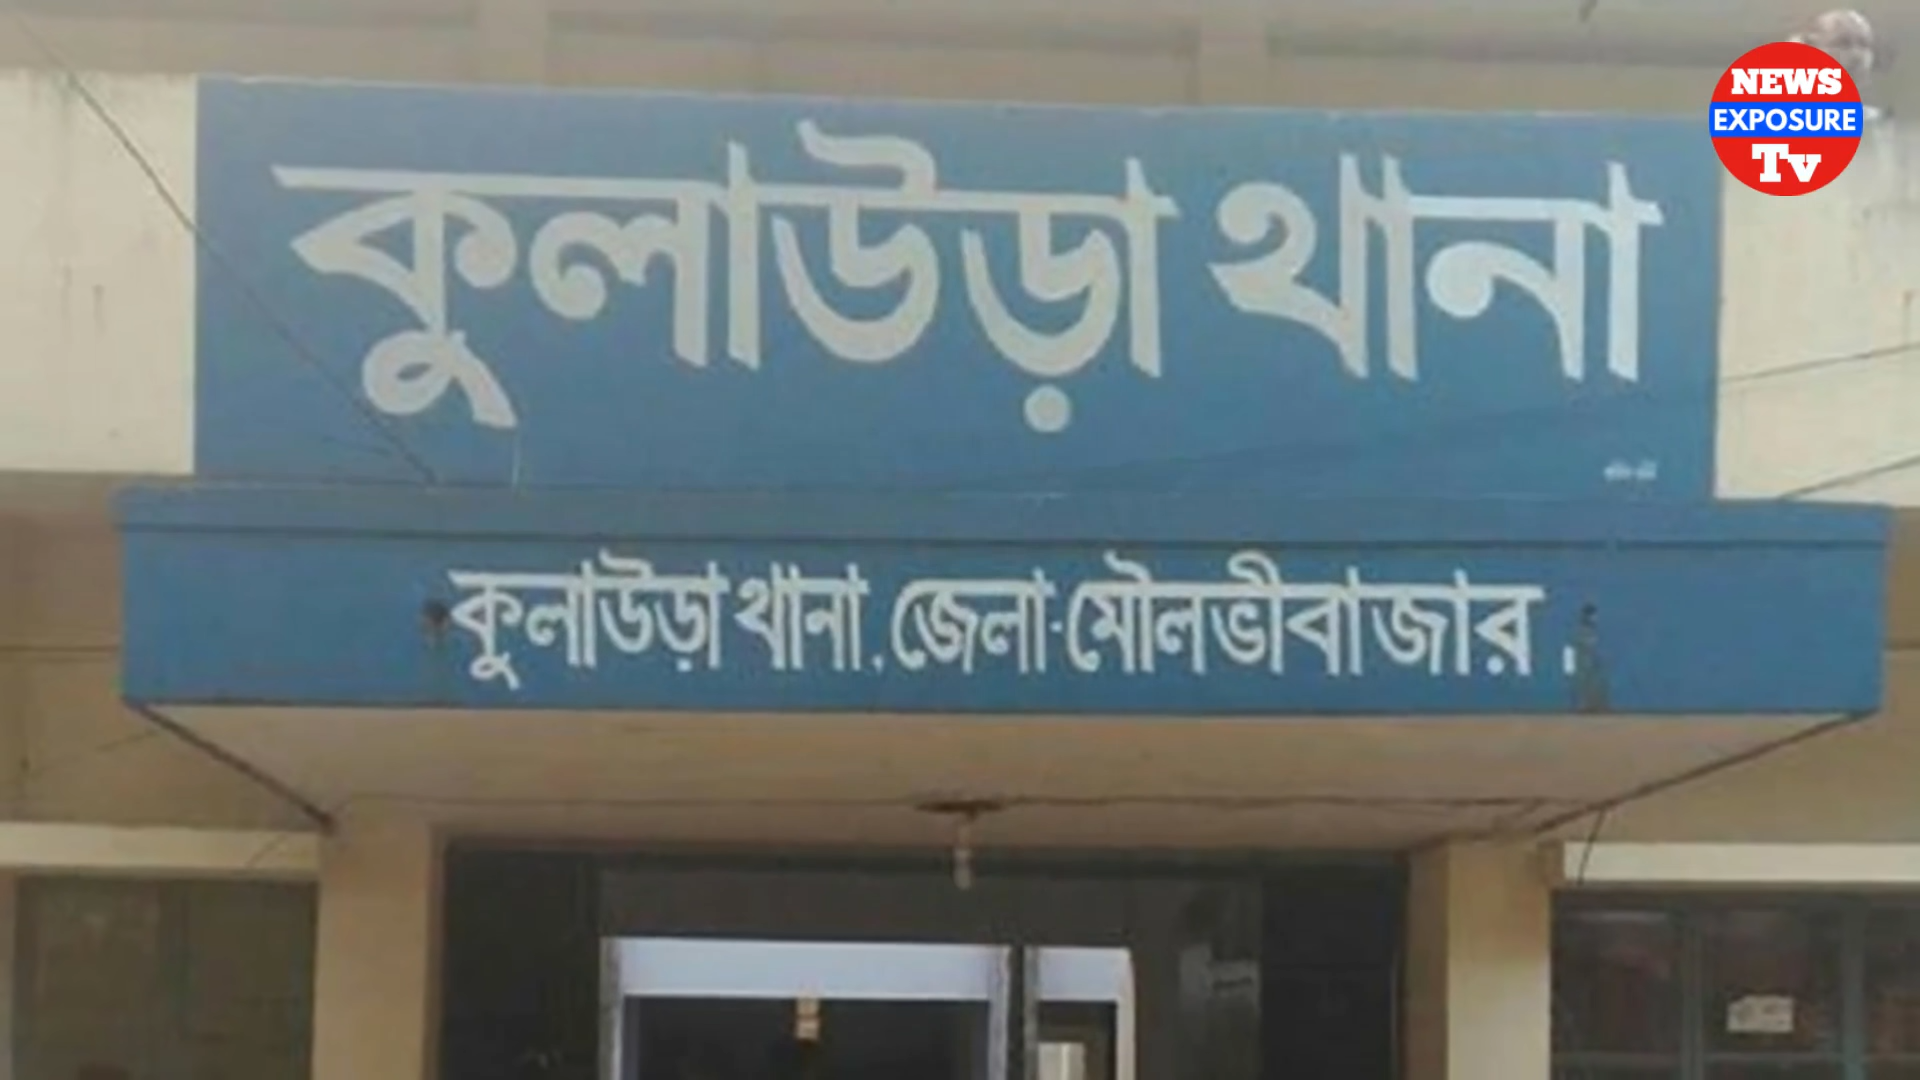 NEWS
EXPOSURE
Tv
কুলাউড়া থানা
কুলাউড়া থানা, জেলা-মৌলভীবাজার.